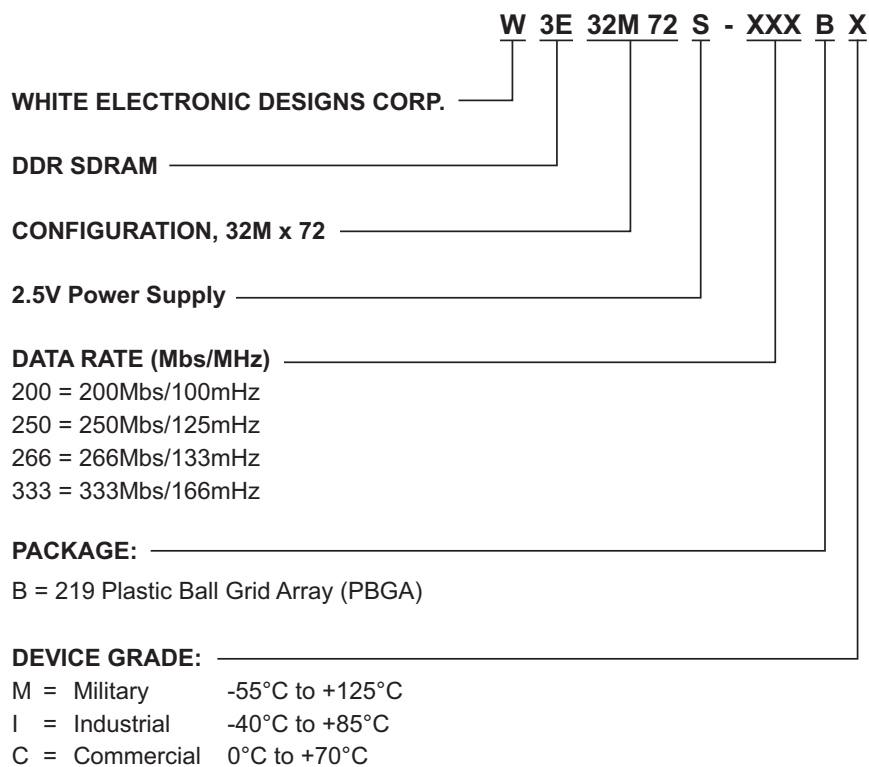 W 3E 32M 72 S - XXX B X
WHITE ELECTRONIC DESIGNS CORP.
DDR SDRAM
CONFIGURATION, 32M x 72
2.5V Power Supply
DATA RATE (Mbs/MHz)
200 = 200Mbs/100mHz
250 = 250Mbs/125mHz
266 = 266Mbs/133mHz
333 = 333Mbs/166mHz
PACKAGE:
B = 219 Plastic Ball Grid Array (PBGA)
DEVICE GRADE:
M = Military -55°C to +125°C
I = Industrial -40°C to +85°C
C = Commercial 0°C to +70°C